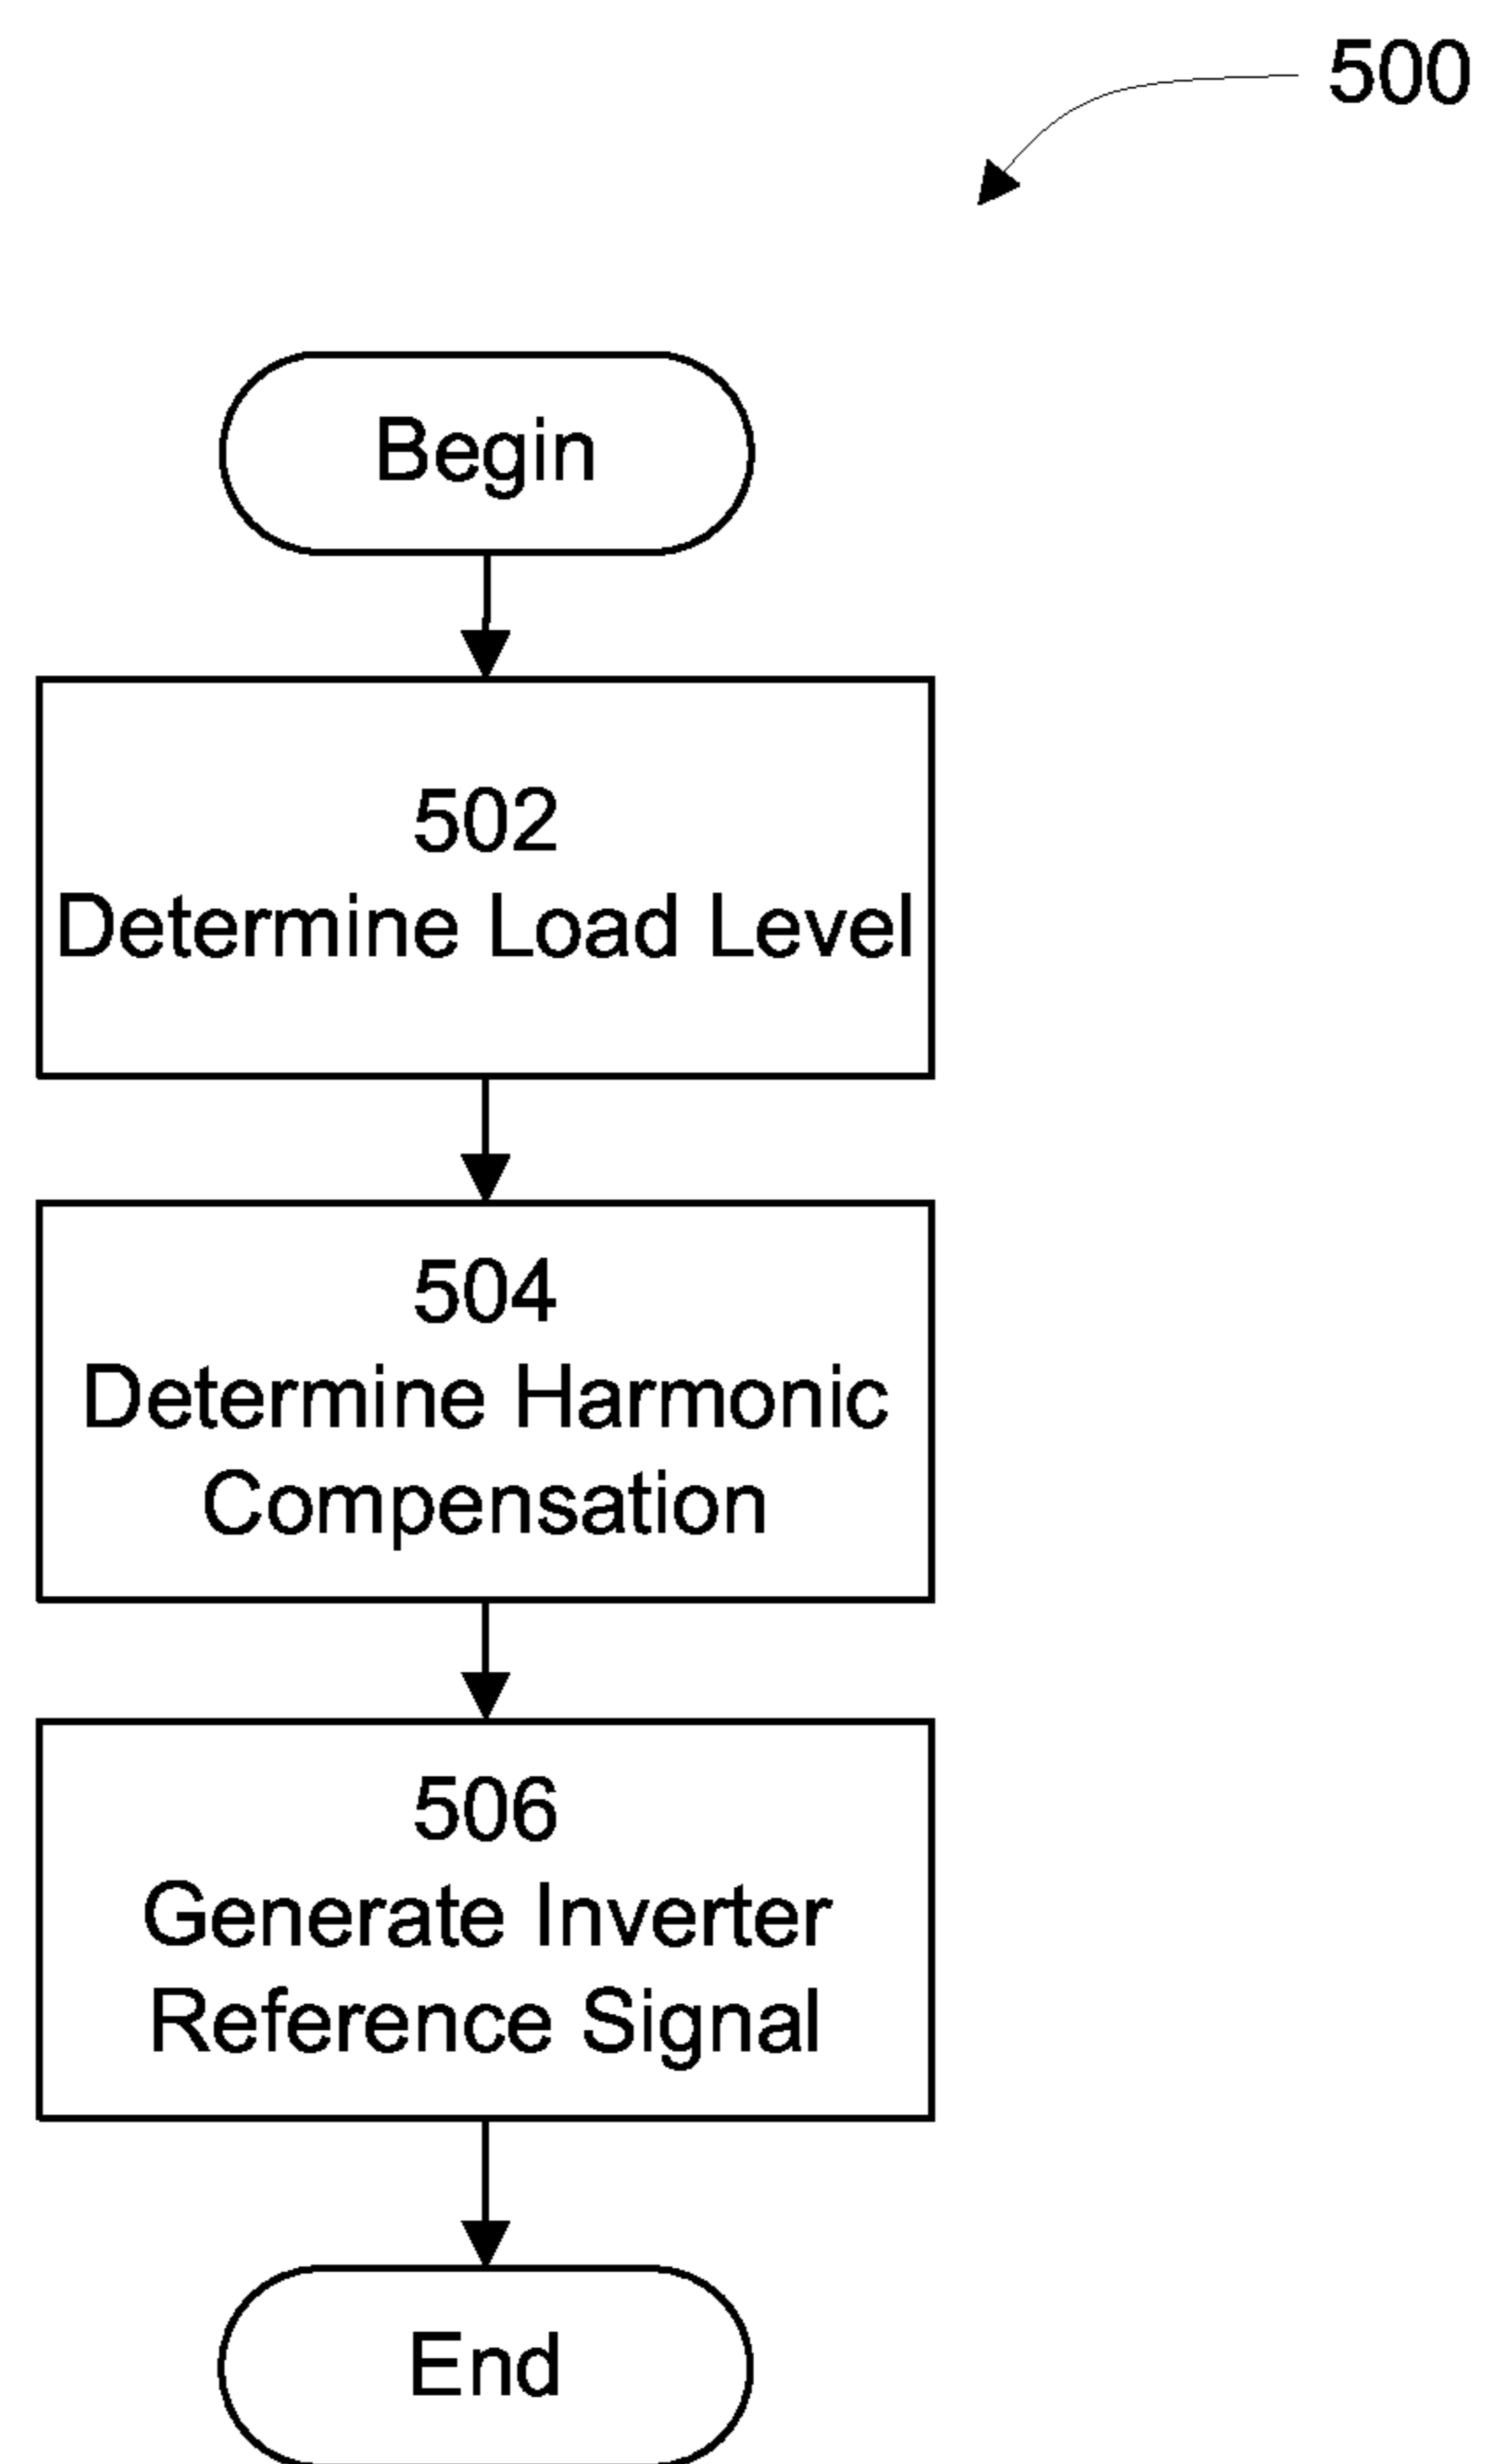 500
Begin
502
Determine Load Level
504
Determine Harmonic
Compensation
506
Generate Inverter
Reference Signal
End